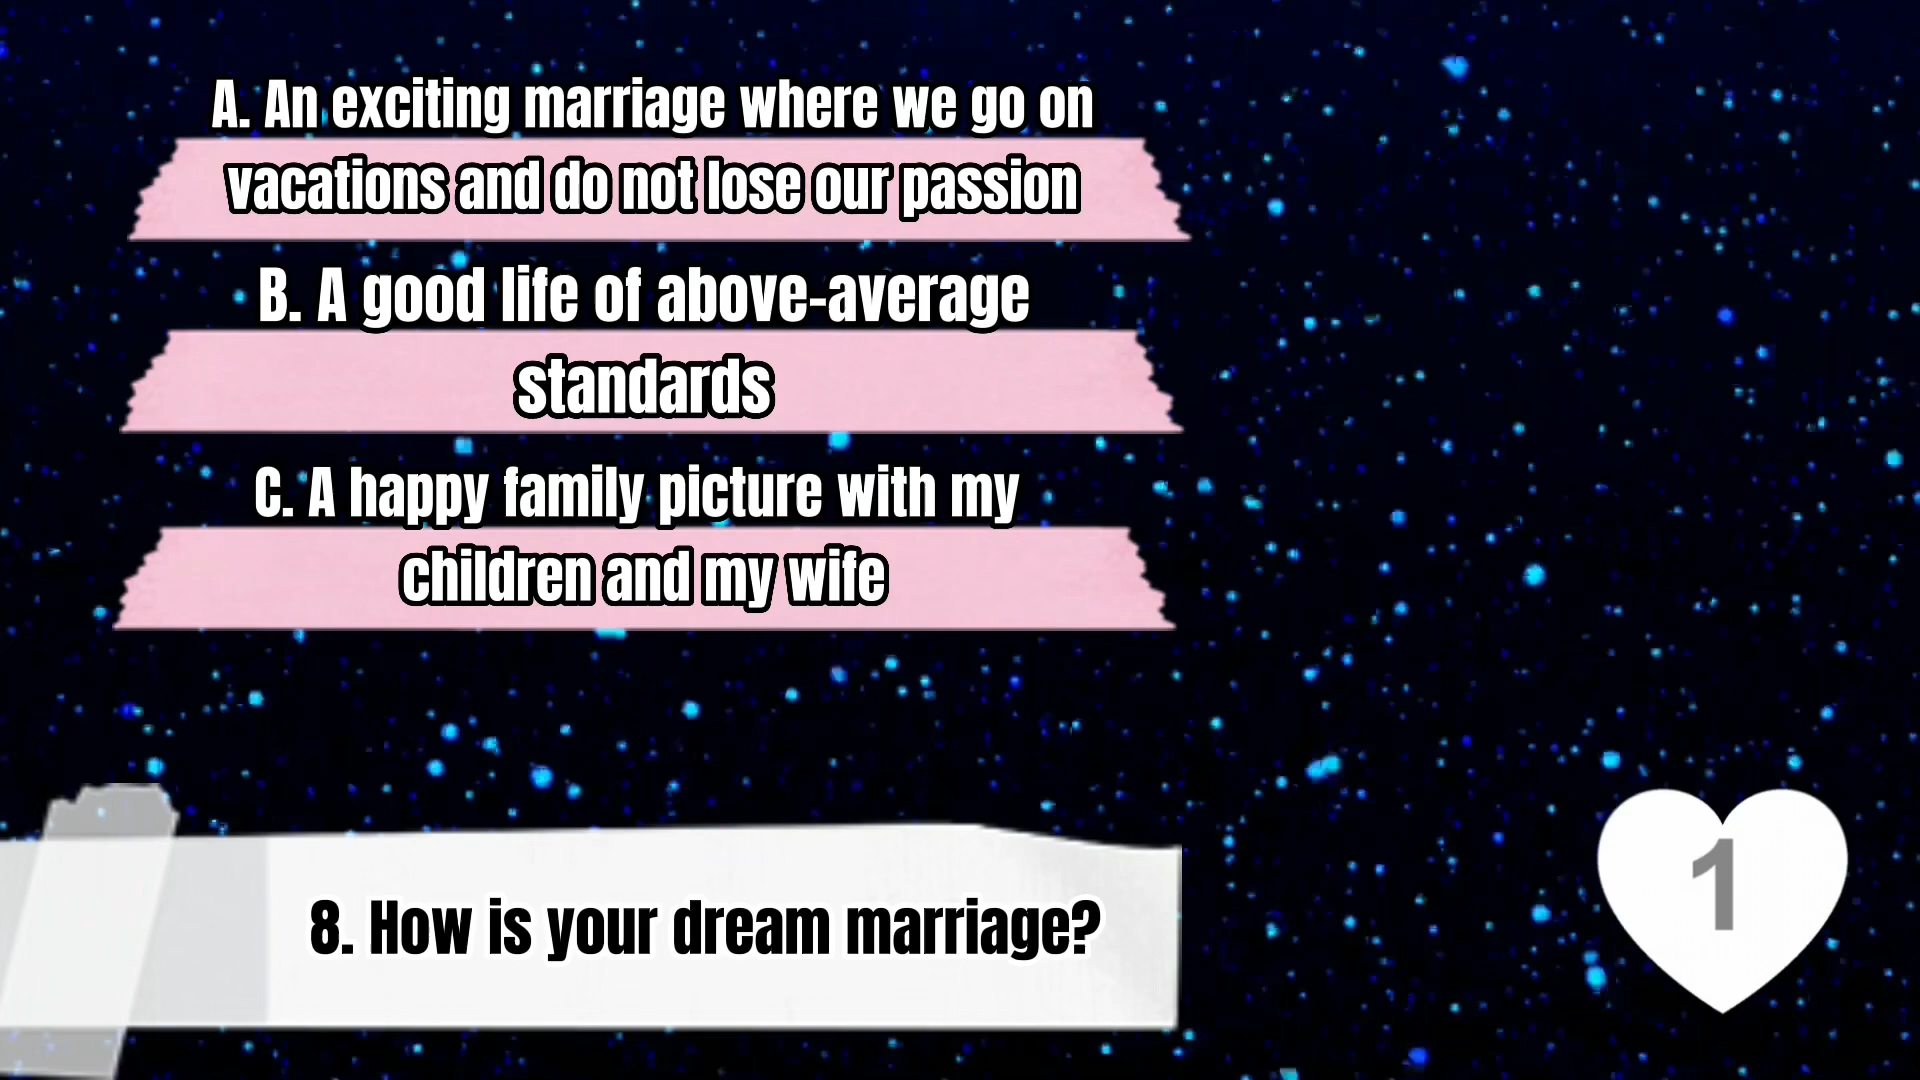 A. An exciting marriage where we go on
vacations and do not lose our passion
B. A good life of above-average
standards
C. A happy family picture with my
children and my wife
8. How is your dream marriage?
1